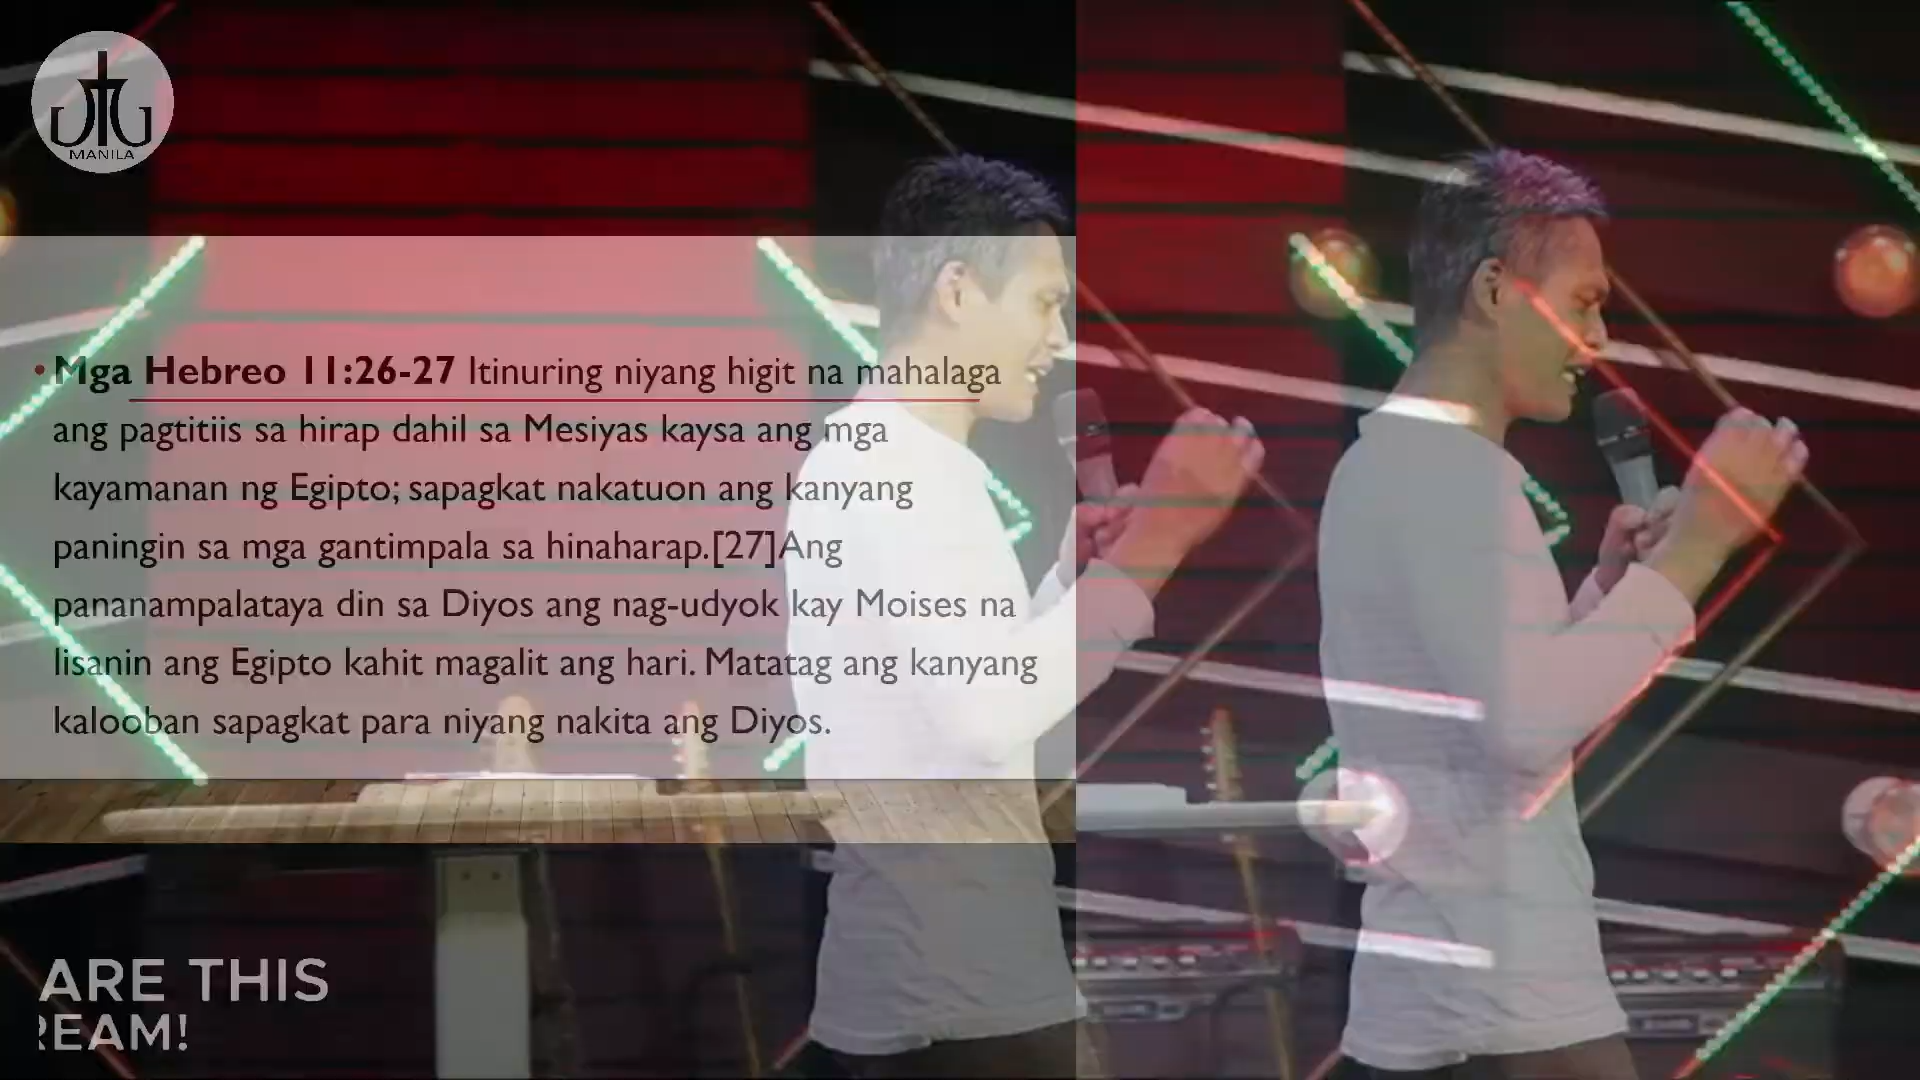 MANILA
• Mga Hebreo 11:26-27 Itinuring niyang higit na mahalaga
ang pagtitiis sa hirap dahil sa Mesiyas kaysa ang mga
kayamanan ng Egipto; sapagkat nakatuon ang kanyang
paningin sa mga gantimpala sa hinaharap.[27]Ang
pananampalataya din sa Diyos ang nag-udyok kay Moises na
lisanin ang Egipto kahit magalit ang hari. Matatag ang kanyang
kalooban sapagkat para niyang nakita ang Diyos.
ARE THIS
REAM!